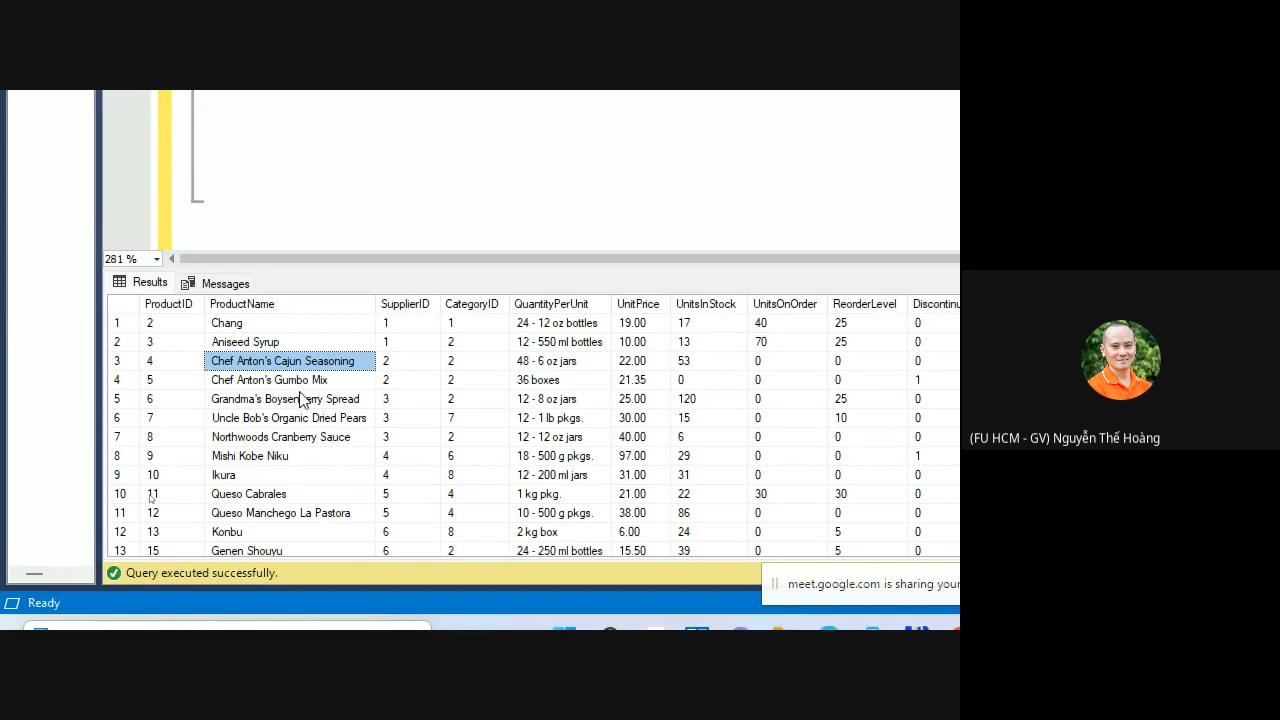 281 %
Results Messages
ProductID ProductName SupplierID CategoryID QuantityPerUnit UnitPrice UnitsInStock UnitsOnOrder ReorderLevel Discontinu
1 2 Chang 1 1 24 - 12 oz bottles 19.00 17 40 25 0
2 3 Aniseed Syrup 1 2 12 - 550 ml bottles 10.00 13 70 25 0
3 4 Chef Anton's Cajun Seasoning 2 2 48 - 6 oz jars 22.00 53 0 0 0
4 5 Chef Anton's Gumbo Mix 2 2 36 boxes 21.35 0 0 0 1
5 6 Grandma's Boysenberry Spread 3 2 12 - 8 oz jars 25.00 120 0 25 0
6 7 Uncle Bob's Organic Dried Pears 3 7 12 - 1 lb pkgs. 30.00 15 0 10 0
7 8 Northwoods Cranberry Sauce 3 2 12 - 12 oz jars 40.00 6 0 0 0
8 9 Mishi Kobe Niku 4 6 18 - 500 g pkgs. 97.00 29 0 0 1
9 10 Ikura 4 8 12 - 200 ml jars 31.00 31 0 0 0
10 11 Queso Cabrales 5 4 1 kg pkg. 21.00 22 30 30 0
11 12 Queso Manchego La Pastora 5 4 10 - 500 g pkgs. 38.00 86 0 0 0
12 13 Konbu 6 8 2 kg box 6.00 24 0 5 0
13 15 Genen Shouyu 6 2 24 - 250 ml bottles 15.50 39 0 5 0
Query executed successfully.
meet.google.com is sharing your
Ready
(FU HCM - GV) Nguyễn Thế Hoàng